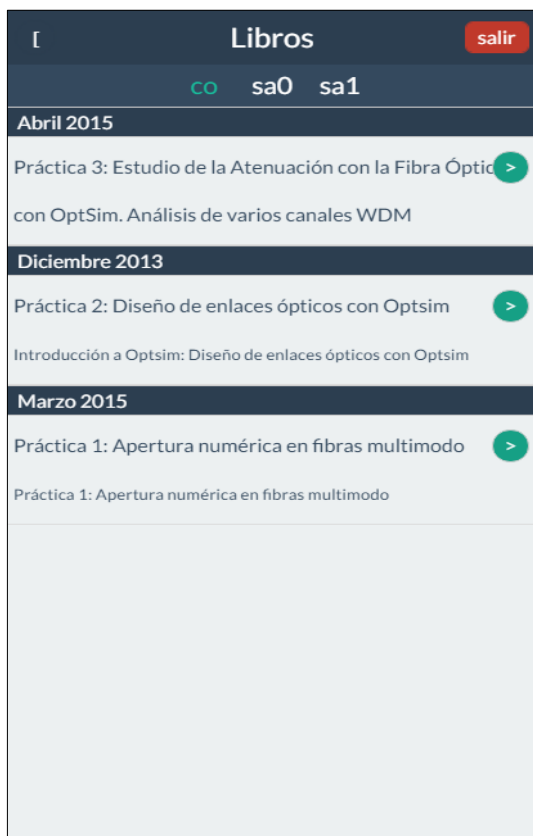 [ Libros salir
co sa0 sa1
Abril 2015
Práctica 3: Estudio de la Atenuación con la Fibra Óptic >
con OptSim. Análisis de varios canales WDM
Diciembre 2013
Práctica 2: Diseño de enlaces ópticos con Optsim >
Introducción a Optsim: Diseño de enlaces ópticos con Optsim
Marzo 2015
Práctica 1: Apertura numérica en fibras multimodo >
Práctica 1: Apertura numérica en fibras multimodo